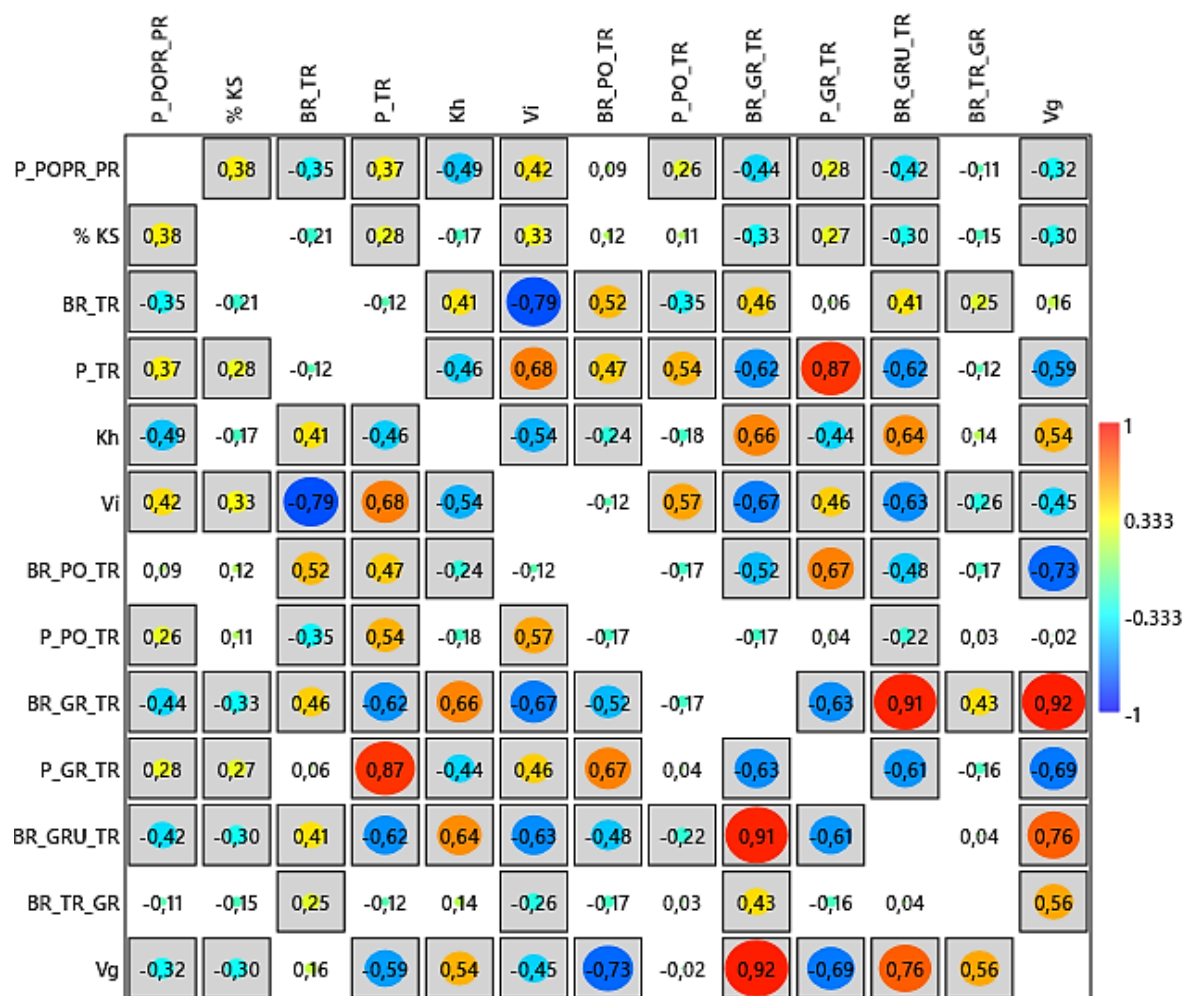 P_POPR_PR % KS BR_TR P_TR Kh Vi BR_PO_TR P_PO_TR BR_GR_TR P_GR_TR BR_GRU_TR BR_TR_GR Vg
P_POPR_PR 0,38 -0,35 0,37 -0,49 0,42 0,09 0,26 -0,44 0,28 -0,42 -0,11 -0,32
% KS 0,38 -0,21 0,28 -0,17 0,33 0,12 0,11 -0,33 0,27 -0,30 -0,15 -0,30
BR_TR -0,35 -0,21 -0,12 0,41 -0,79 0,52 -0,35 0,46 0,06 0,41 0,25 0,16
P_TR 0,37 0,28 -0,12 -0,46 0,68 0,47 0,54 -0,62 0,87 -0,62 -0,12 -0,59
Kh -0,49 -0,17 0,41 -0,46 -0,54 -0,24 -0,18 0,66 -0,44 0,64 0,14 0,54
Vi 0,42 0,33 -0,79 0,68 -0,54 -0,12 0,57 -0,67 0,46 -0,63 -0,26 -0,45
BR_PO_TR 0,09 0,12 0,52 0,47 -0,24 -0,12 -0,17 -0,52 0,67 -0,48 -0,17 -0,73
P_PO_TR 0,26 0,11 -0,35 0,54 -0,18 0,57 -0,17 -0,17 0,04 -0,22 0,03 -0,02
BR_GR_TR -0,44 -0,33 0,46 -0,62 0,66 -0,67 -0,52 -0,17 -0,63 0,91 0,43 0,92
P_GR_TR 0,28 0,27 0,06 0,87 -0,44 0,46 0,67 0,04 -0,63 -0,61 -0,16 -0,69
BR_GRU_TR -0,42 -0,30 0,41 -0,62 0,64 -0,63 -0,48 -0,22 0,91 -0,61 0,04 0,76
BR_TR_GR -0,11 -0,15 0,25 -0,12 0,14 -0,26 -0,17 0,03 0,43 -0,16 0,04 0,56
Vg -0,32 -0,30 0,16 -0,59 0,54 -0,45 -0,73 -0,02 0,92 -0,69 0,76 0,56
1
0.333
-0.333
-1